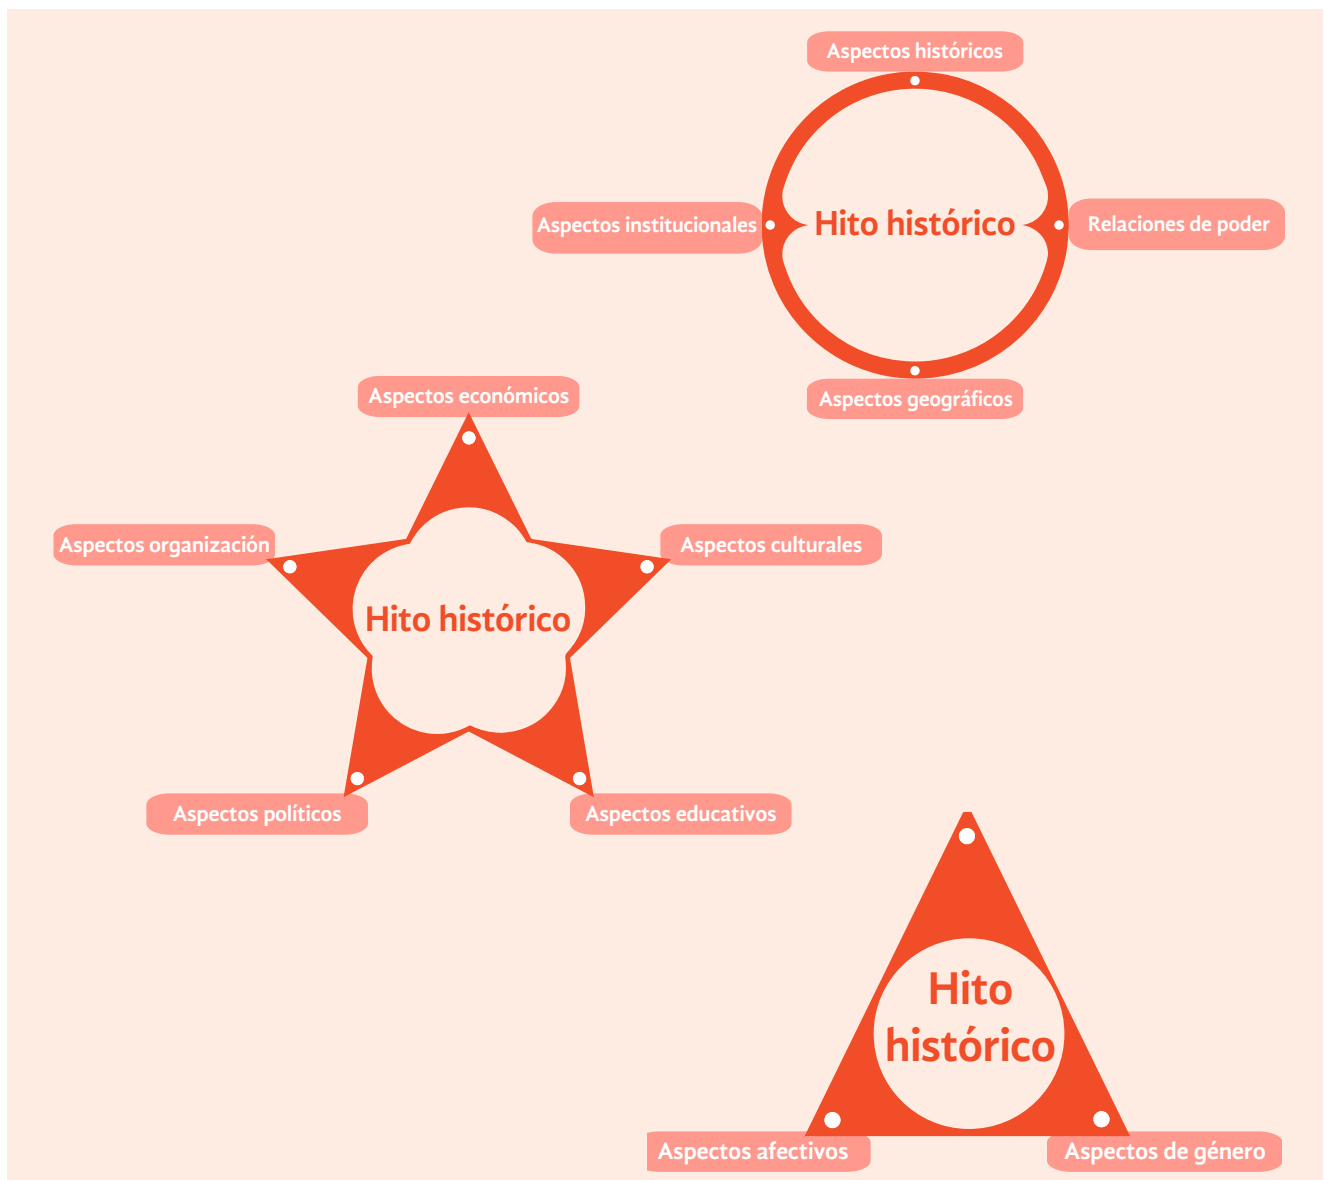 Aspectos históricos
Aspectos institucionales
Hito histórico
Relaciones de poder
Aspectos geográficos
Aspectos económicos
Aspectos organización
Aspectos culturales
Hito histórico
Aspectos políticos
Aspectos educativos
Hito
histórico
Aspectos afectivos
Aspectos de género